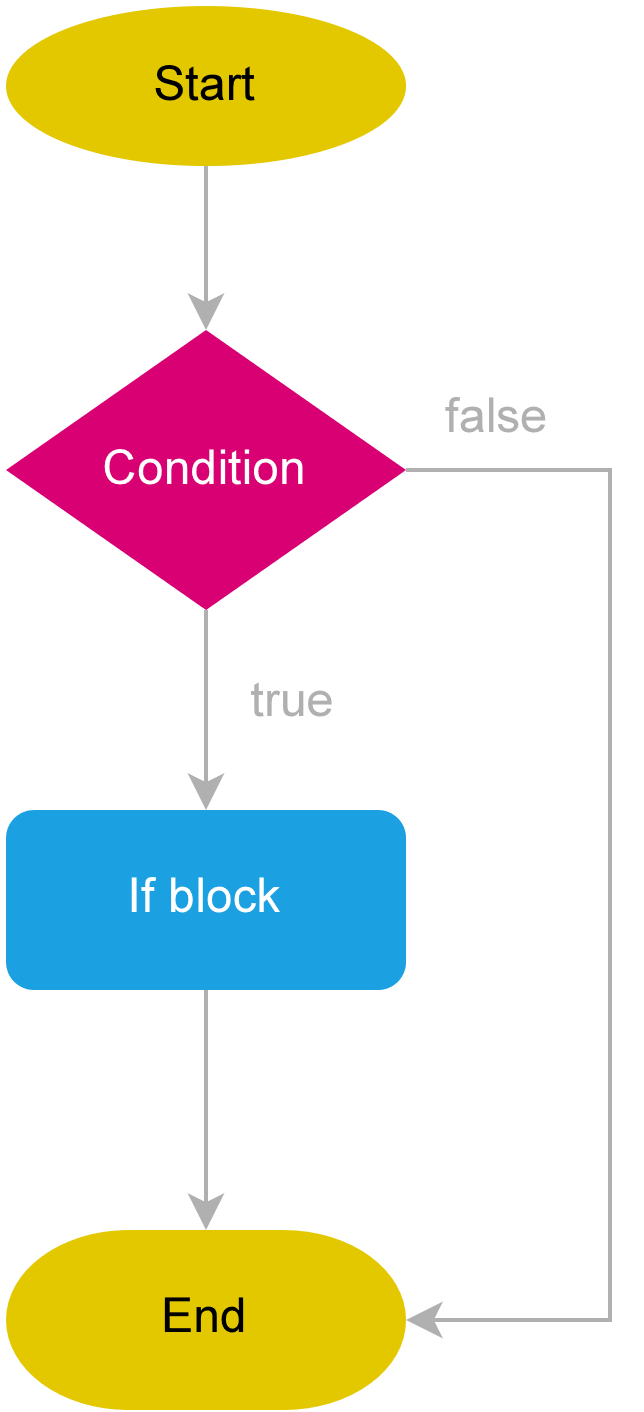 Start
Condition
false
true
If block
End